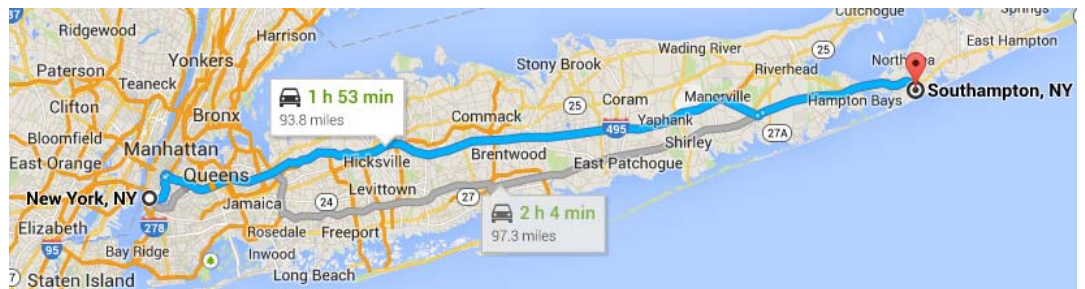 87
Ridgewood
Harrison
Cutchogue
Springs
Yonkers
Paterson
Teaneck
Wading River
25
North ea
East Hampton
Stony Brook
Riverhead
1 h 53 min
93.8 miles
Clifton
Bronx
25
Coram
Manorville
Hampton Bays
Southampton, NY
Bloomfield
Commack
495
Yaphank
27A
Manhattan
East Orange
Hicksville
Brentwood
Shirley
Queens
East Patchogue
New York, NY
Levittown
Jamaica
24
27
2 h 4 min
97.3 miles
Elizabeth
278
Rosedale
Freeport
95
Bay Ridge
Inwood
Long Beach
Staten Island